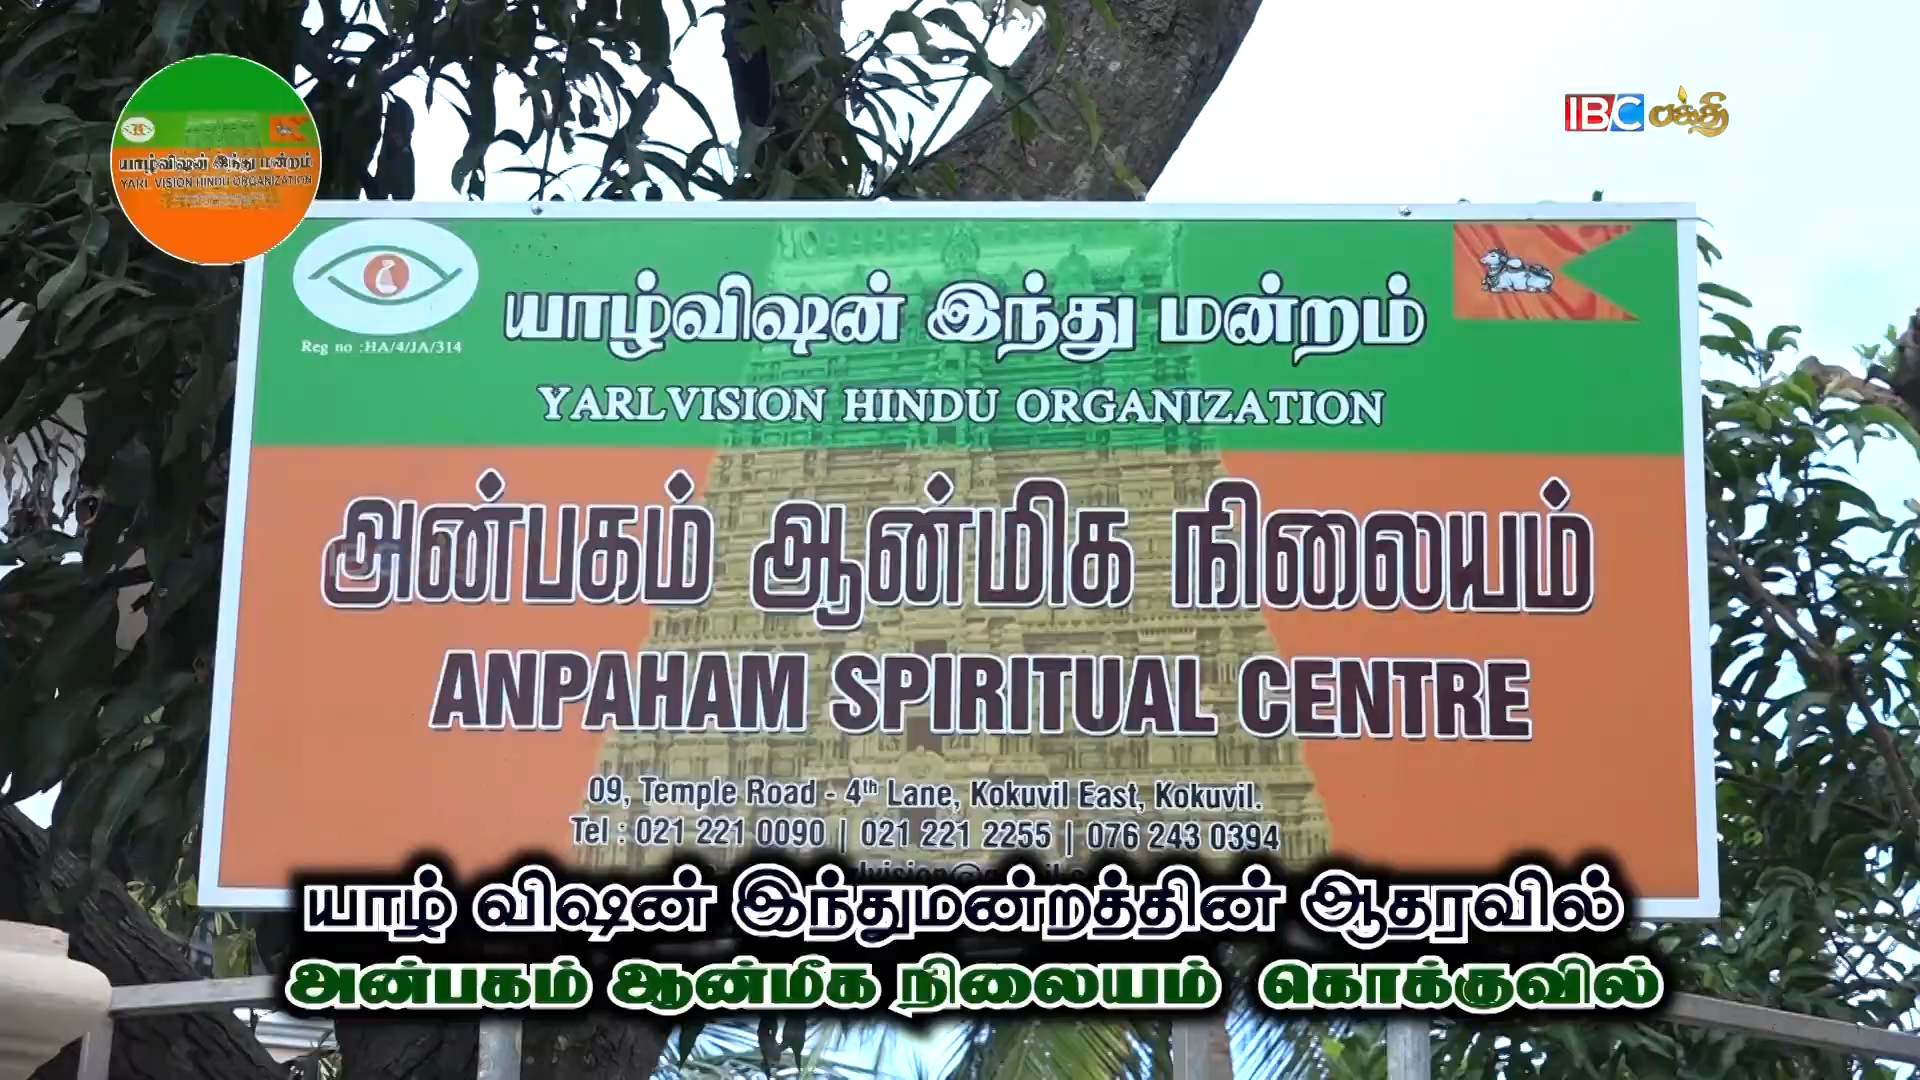 யாழ்விஷன் இந்து மன்றம்
YARL VISION HINDU ORGANIZATION
IBC பக்தி
Reg no :HA/4/JA/314
யாழ்விஷன் இந்து மன்றம்
YARL VISION HINDU ORGANIZATION
அன்பகம் ஆன்மிக நிலையம்
ANPAHAM SPIRITUAL CENTRE
09, Temple Road - 4th Lane, Kokuvil East, Kokuvil.
Tel : 021 221 0090 | 021 221 2255 | 076 243 0394
யாழ் விஷன் இந்துமன்றத்தின் ஆதரவில்
அன்பகம் ஆன்மீக நிலையம் கொக்குவில்